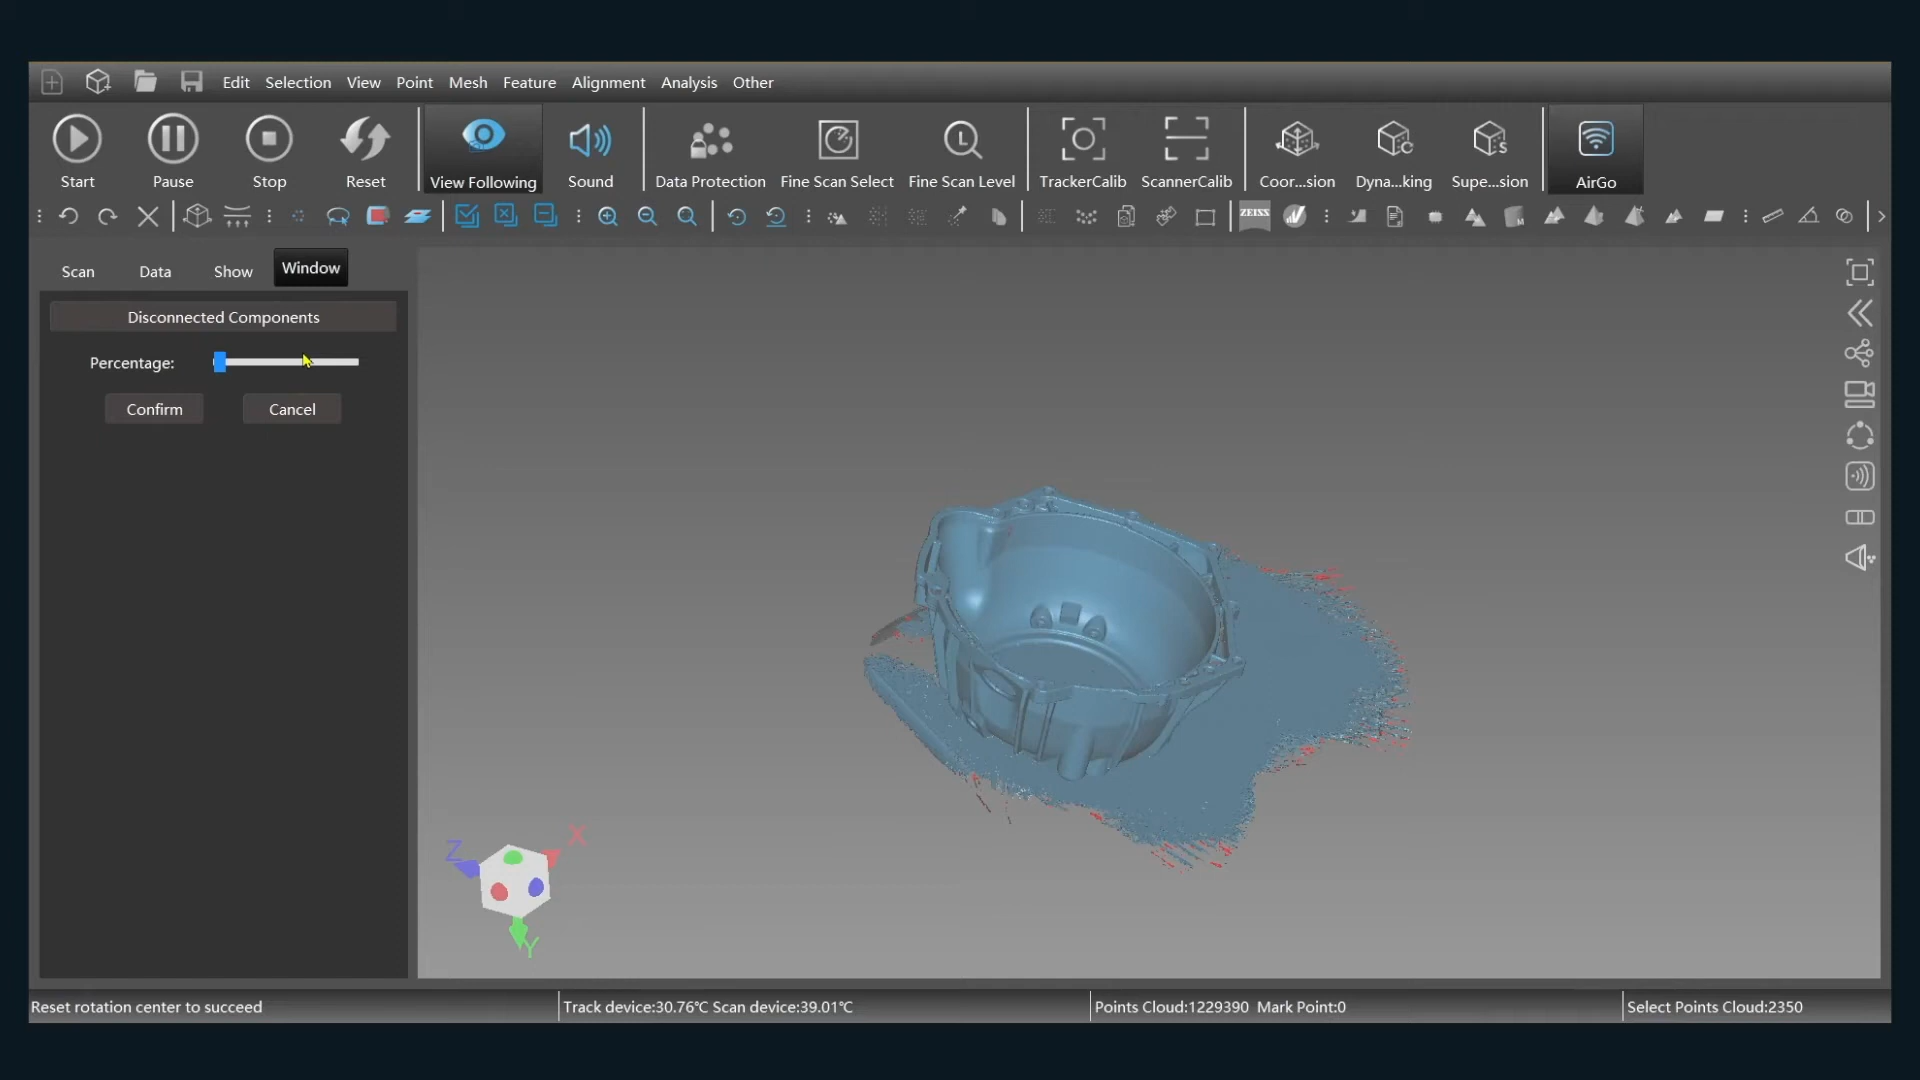 Edit Selection View Point Mesh Feature Alignment Analysis Other
Start Pause Stop Reset View Following Sound Data Protection Fine Scan Select Fine Scan Level TrackerCalib ScannerCalib Coor...sion Dyna...king Supe...sion AirGo
ZEISS
Scan Data Show Window
Disconnected Components
Percentage:
Confirm Cancel
Z X
Y
Reset rotation center to succeed Track device:30.76℃ Scan device:39.01℃ Points Cloud:1229390 Mark Point:0 Select Points Cloud:2350